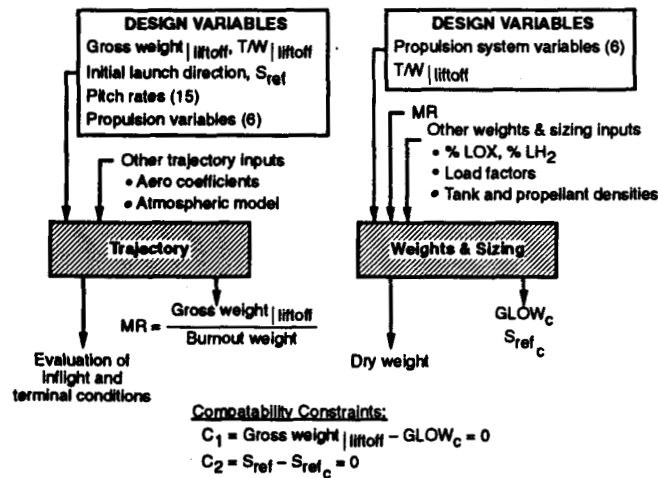 DESIGN VARIABLES
Gross weight|liftoff, T/W|liftoff
Initial launch direction, Sref
Pitch rates (15)
Propulsion variables (6)
Other trajectory inputs
• Aero coefficients
• Atmospheric model
Trajectory
MR = Gross weight|liftoff
Burnout weight
Evaluation of
inflight and
terminal conditions
DESIGN VARIABLES
Propulsion system variables (6)
T/W|liftoff
MR
Other weights & sizing inputs
• % LOX, % LH2
• Load factors
• Tank and propellant densities
Weights & Sizing
GLOWc
Srefc
Dry weight
Compatability Constraints:
C1 = Gross weight|liftoff – GLOWc = 0
C2 = Sref – Srefc = 0